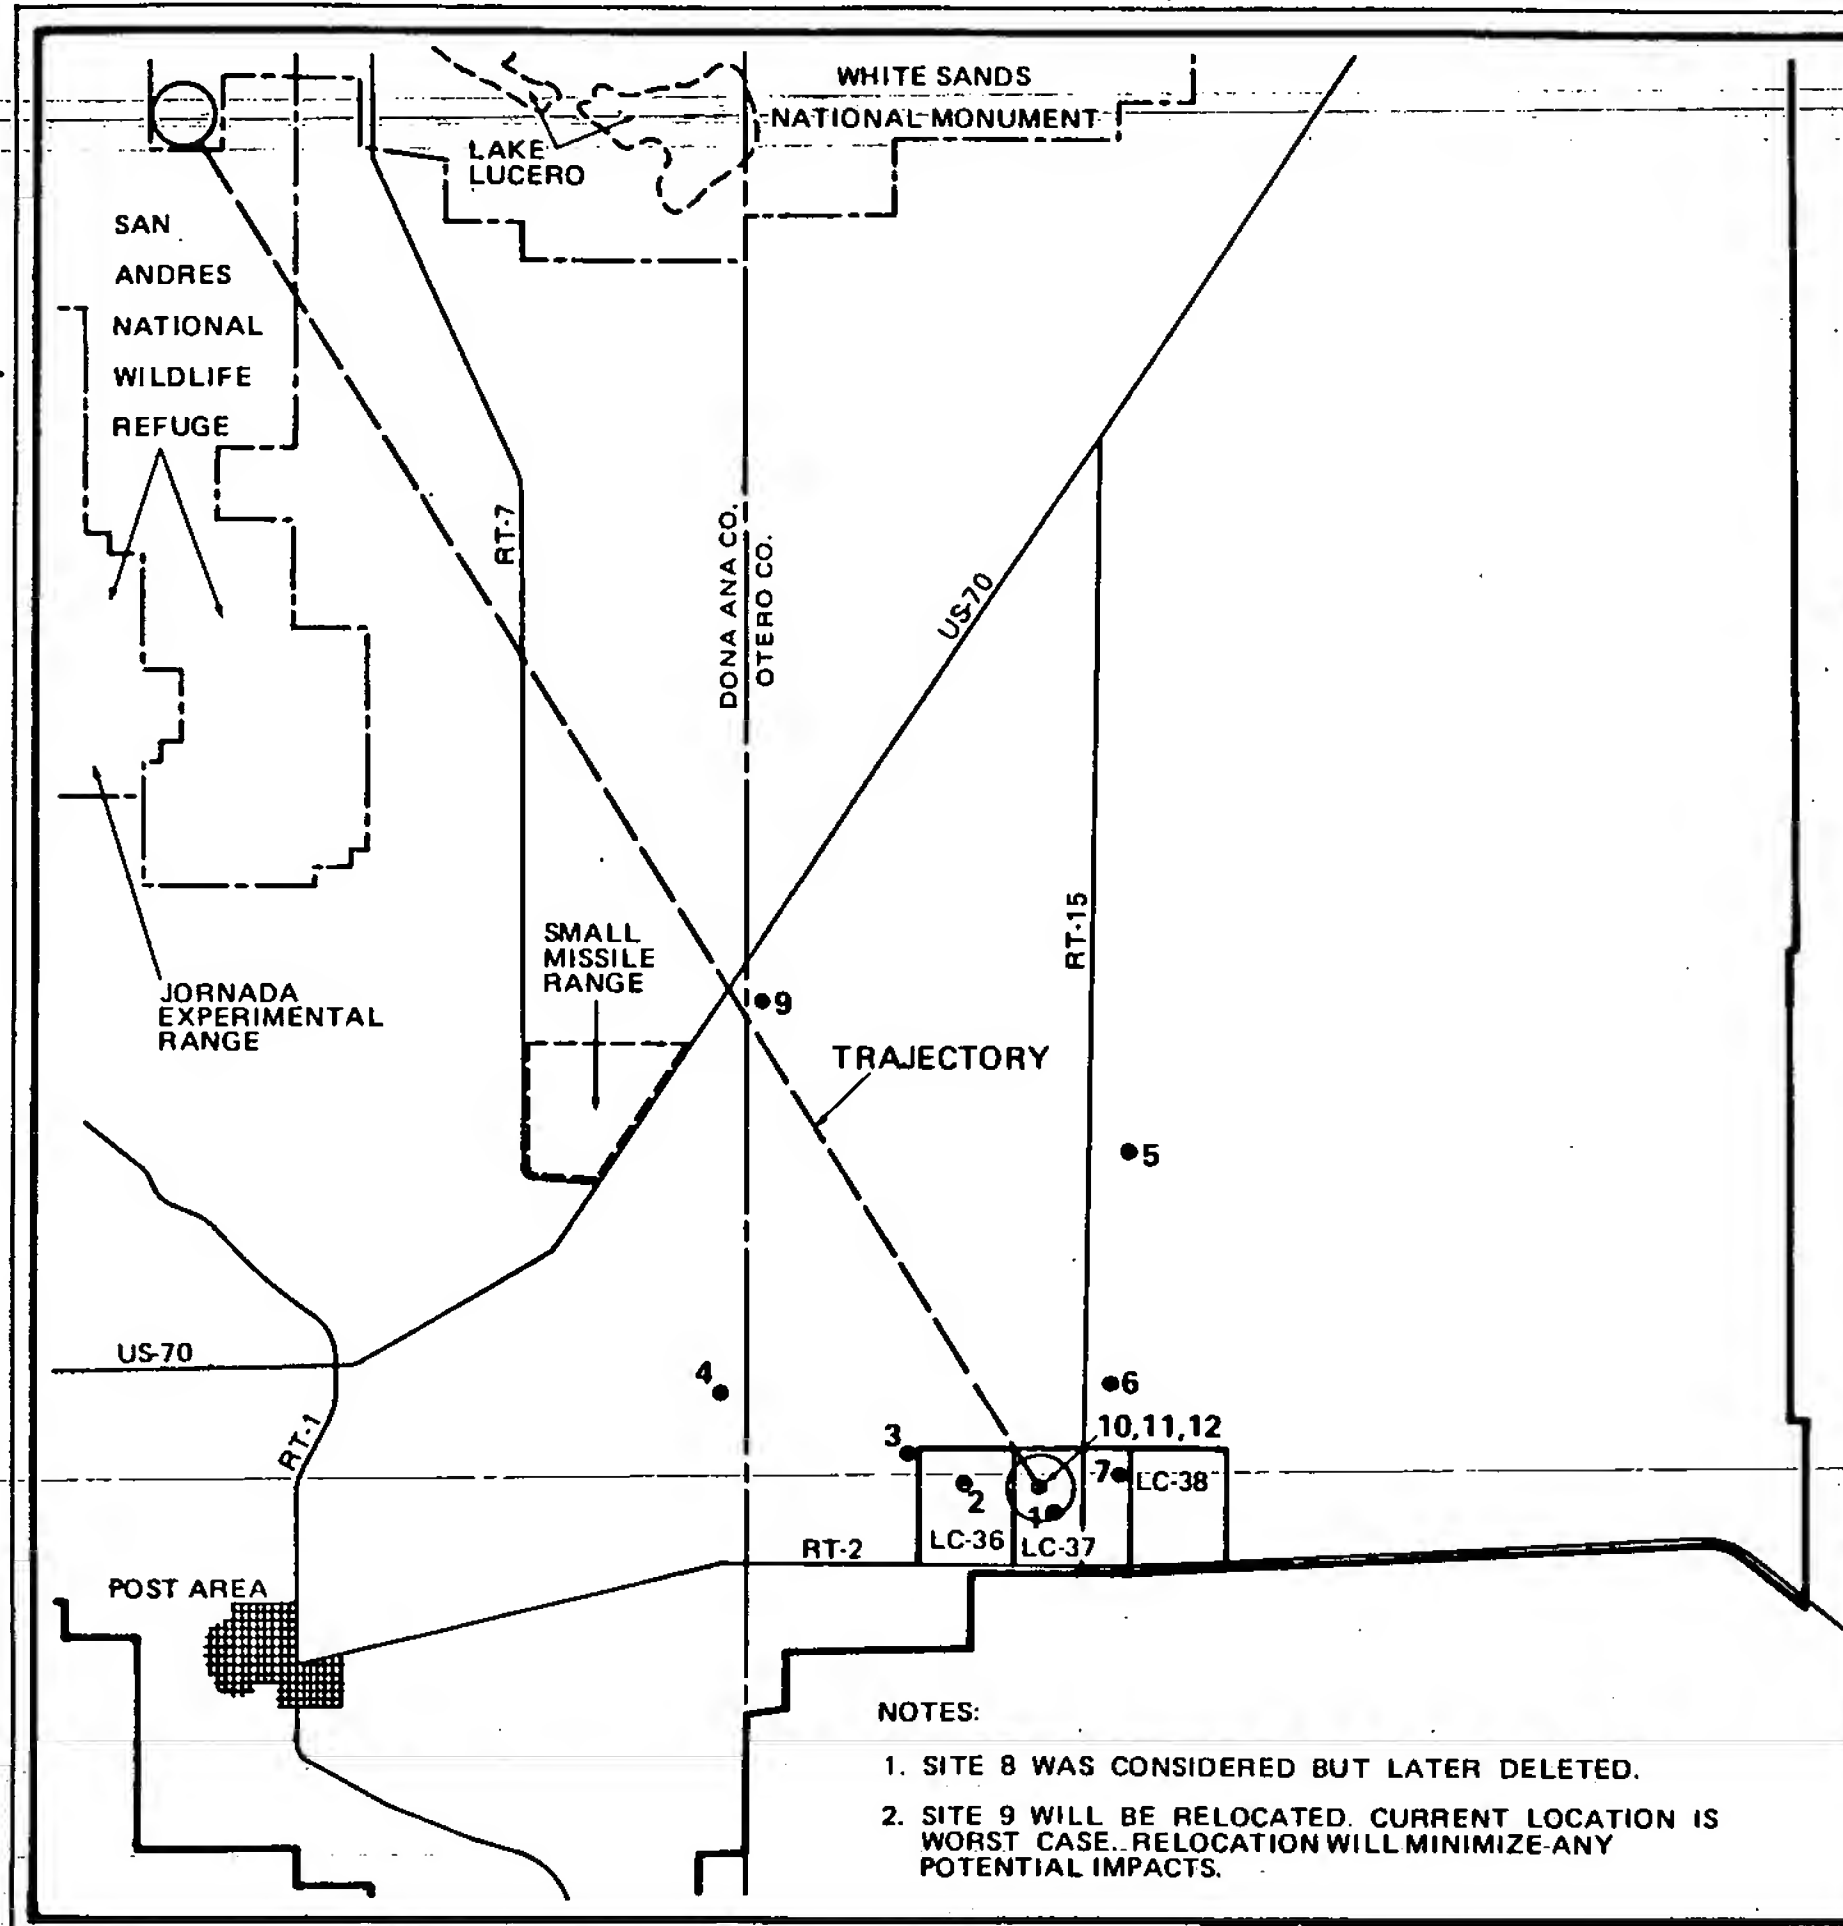 WHITE SANDS
NATIONAL MONUMENT
LAKE
LUCERO
SAN
ANDRES
NATIONAL
WILDLIFE
REFUGE
RT-7
DONA ANA CO.
OTERO CO.
US-70
RT-15
SMALL
MISSILE
RANGE
JORNADA
EXPERIMENTAL
RANGE
9
TRAJECTORY
5
US-70
4
6
RT-1
3
10,11,12
2
7
LC-38
1
LC-36
LC-37
RT-2
POST AREA
NOTES:
1. SITE 8 WAS CONSIDERED BUT LATER DELETED.
2. SITE 9 WILL BE RELOCATED. CURRENT LOCATION IS
WORST CASE. RELOCATION WILL MINIMIZE ANY
POTENTIAL IMPACTS.